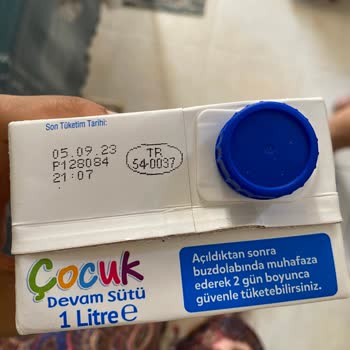 Son Tüketim Tarihi:
05.09.23
P128084
21:07
TR
54-0037
Çocuk
Devam Sütü
1 Litre e
Açıldıktan sonra
buzdolabında muhafaza
ederek 2 gün boyunca
güvenle tüketebilirsiniz.